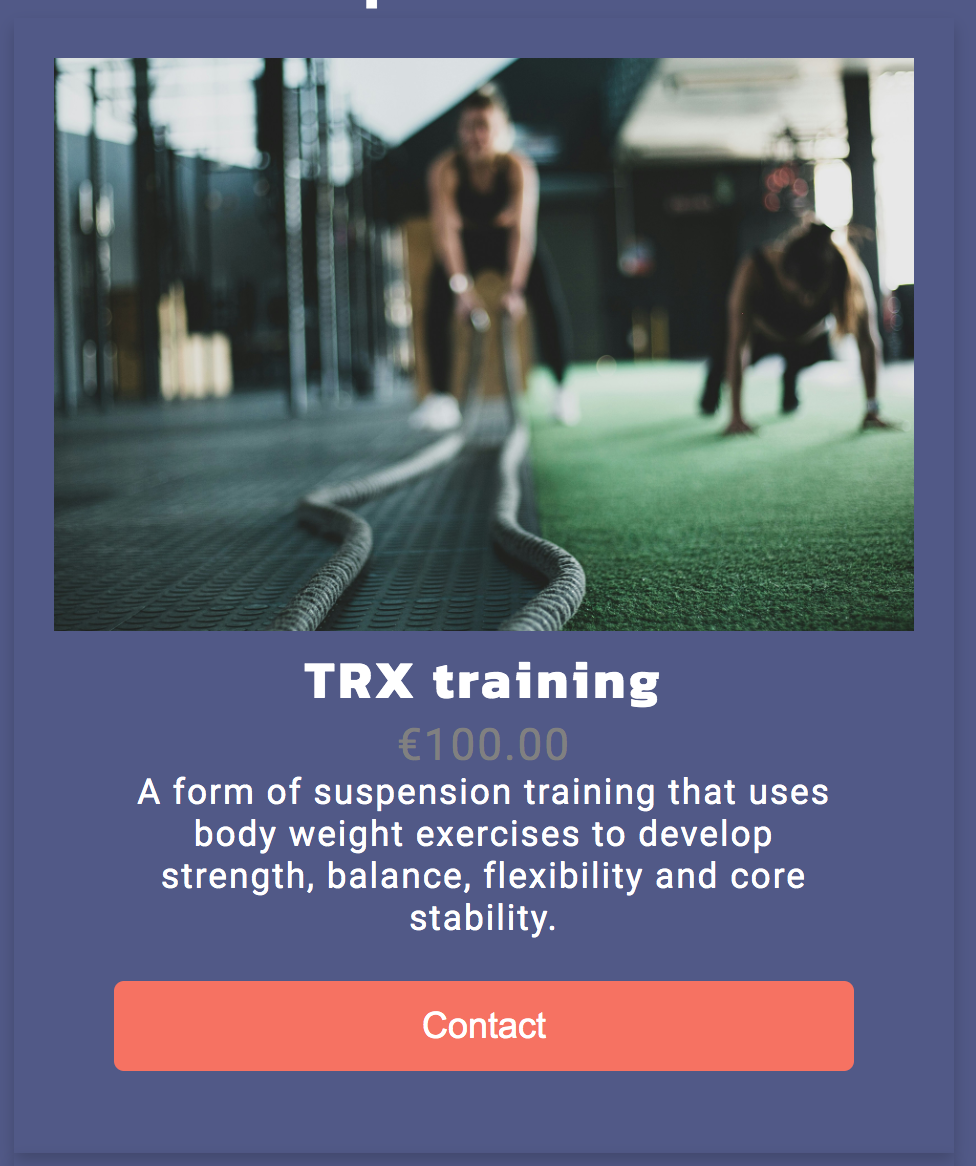 TRX training
€100.00
A form of suspension training that uses
body weight exercises to develop
strength, balance, flexibility and core
stability.
Contact